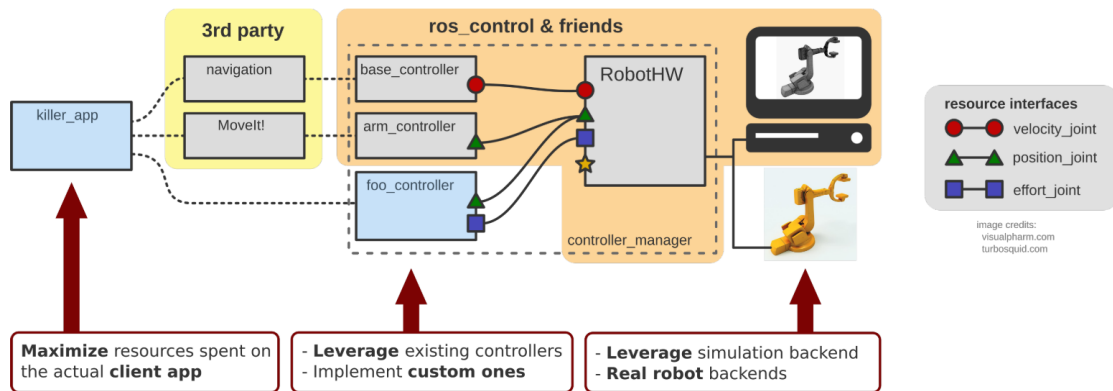 3rd party
ros_control & friends
navigation
base_controller
RobotHW
killer_app
MoveIt!
arm_controller
foo_controller
controller_manager
resource interfaces
velocity_joint
position_joint
effort_joint
image credits:
visualpharm.com
turbosquid.com
Maximize resources spent on
the actual client app
- Leverage existing controllers
- Implement custom ones
- Leverage simulation backend
- Real robot backends